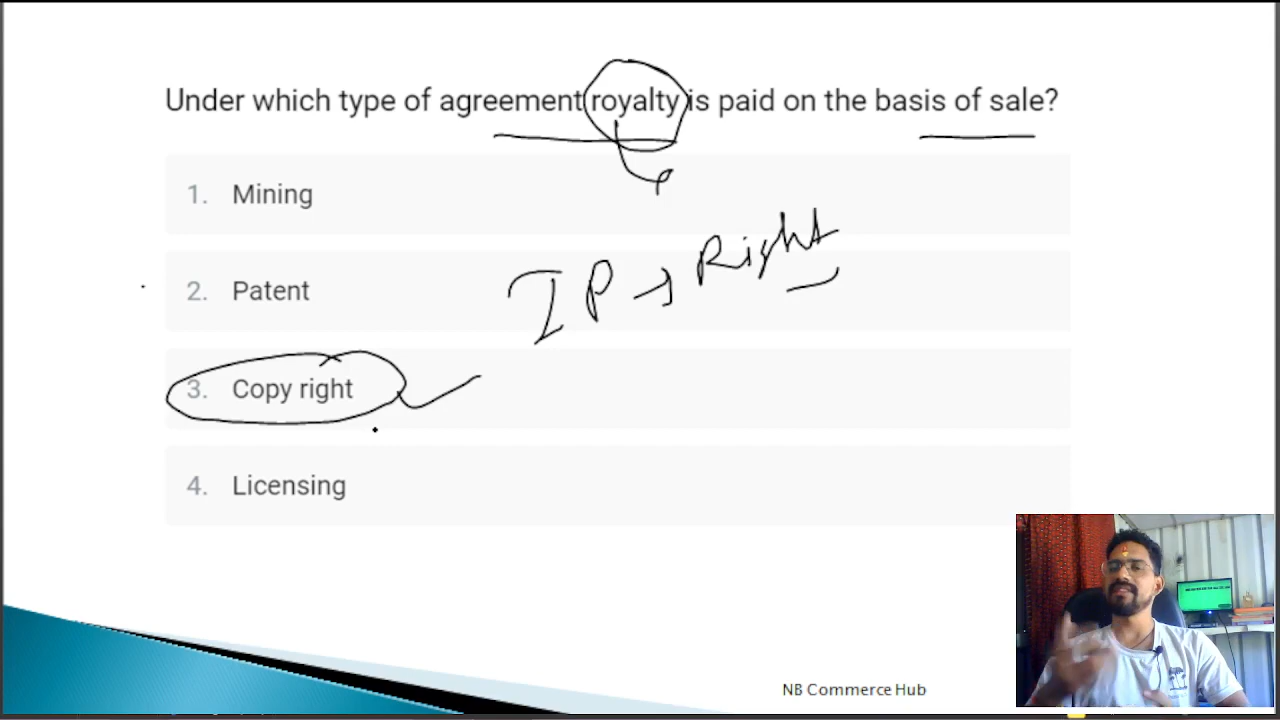 Under which type of agreement royalty is paid on the basis of sale?
1. Mining
IP → Right
2. Patent
3. Copy right
4. Licensing
NB Commerce Hub